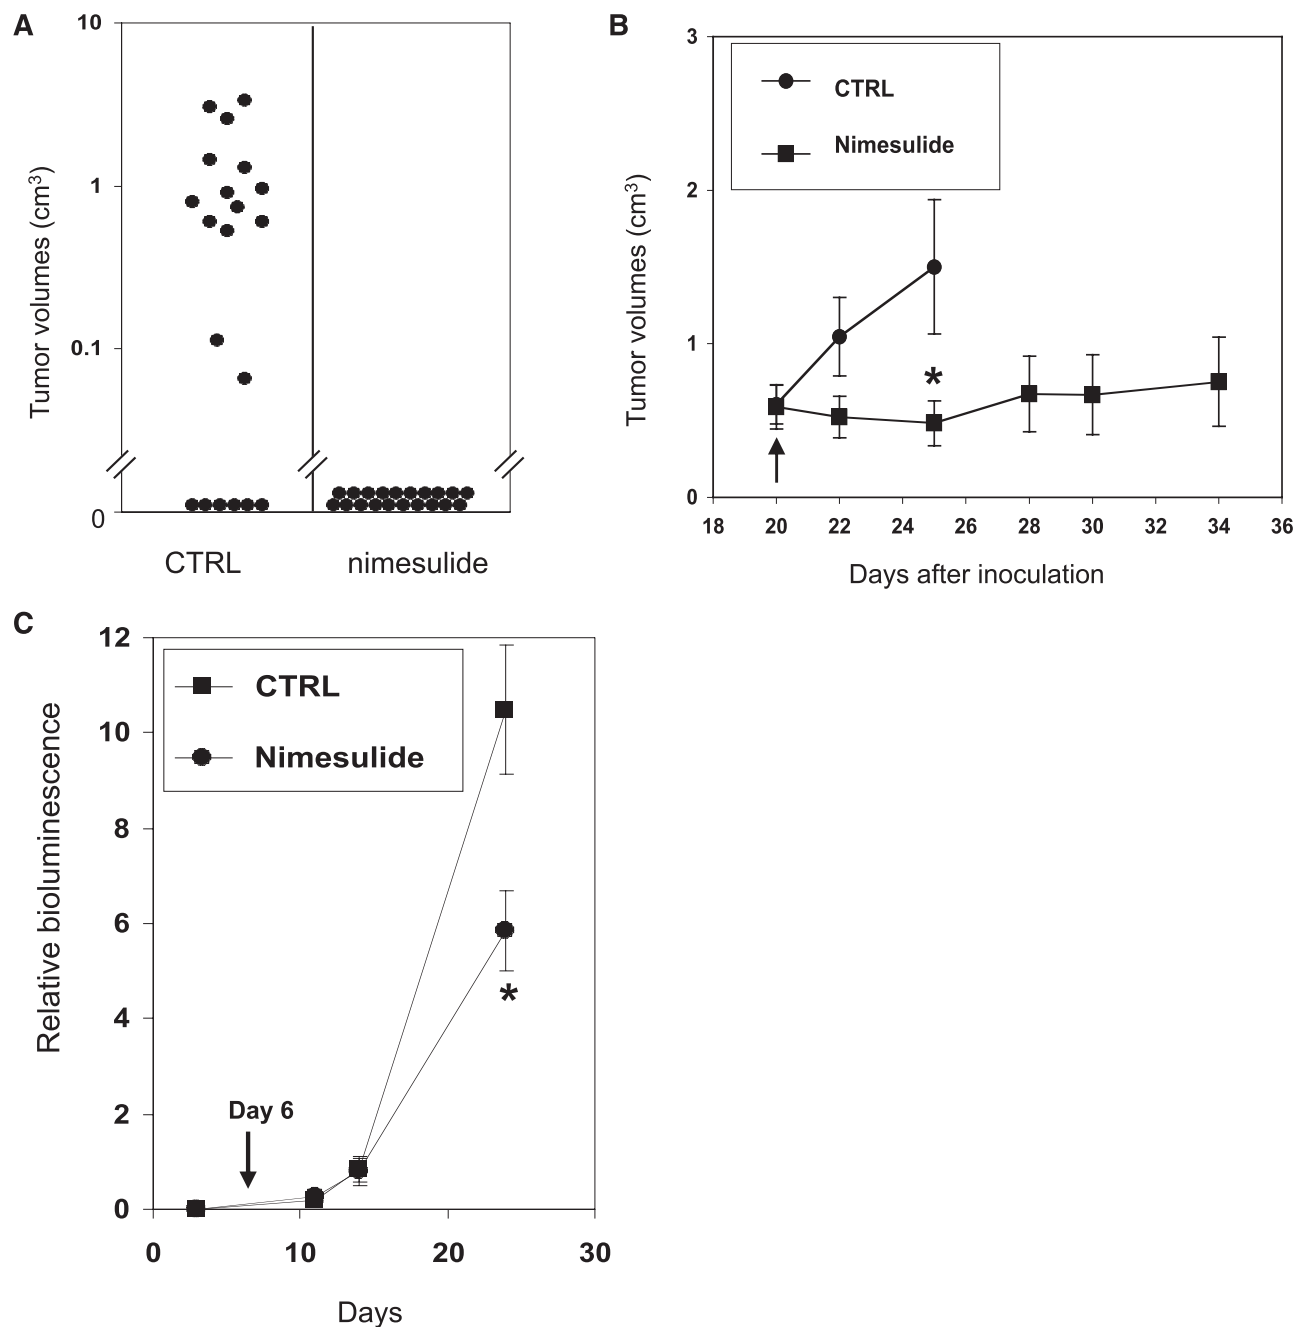 A
10
1
0.1
0
Tumor volumes (cm³)
CTRL nimesulide
B
3
2
1
0
Tumor volumes (cm³)
CTRL
Nimesulide
*
18 20 22 24 26 28 30 32 34 36
Days after inoculation
C
12
10
8
6
4
2
0
Relative bioluminescence
CTRL
Nimesulide
*
Day 6
0 10 20 30
Days